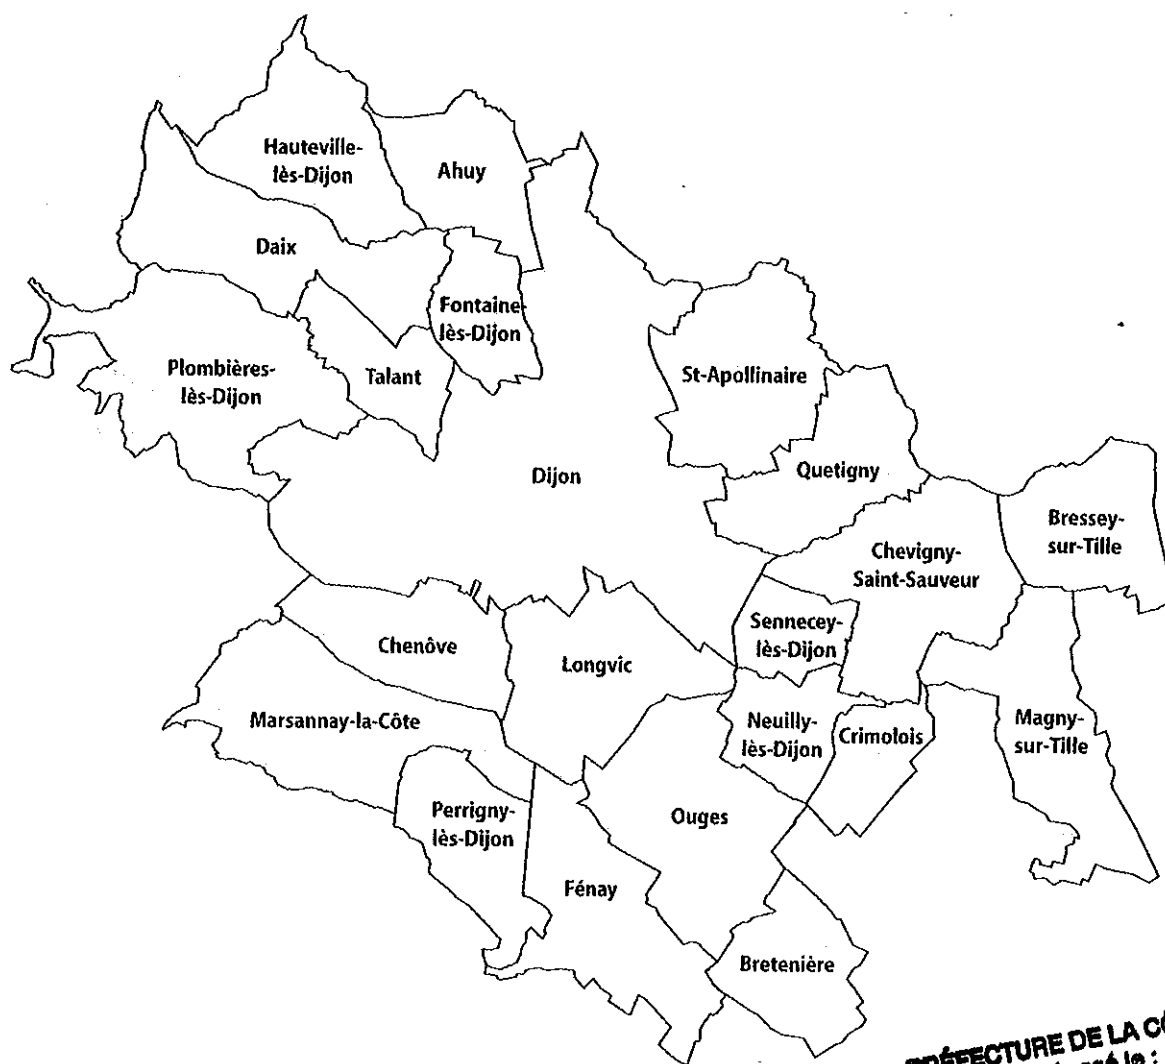 Hauteville-
lès-Dijon
Ahuy
Daix
Fontaine-
lès-Dijon
Plombières-
lès-Dijon
Talant
St-Apollinaire
Dijon
Quetigny
Bressey-
sur-Tille
Chevigny-
Saint-Sauveur
Sennecey-
lès-Dijon
Chenôve
Longvic
Marsannay-la-Côte
Neuilly-
lès-Dijon
Crimolois
Magny-
sur-Tille
Perrigny-
lès-Dijon
Ouges
Fénay
Bretenière
PRÉFECTURE DE LA CÔ